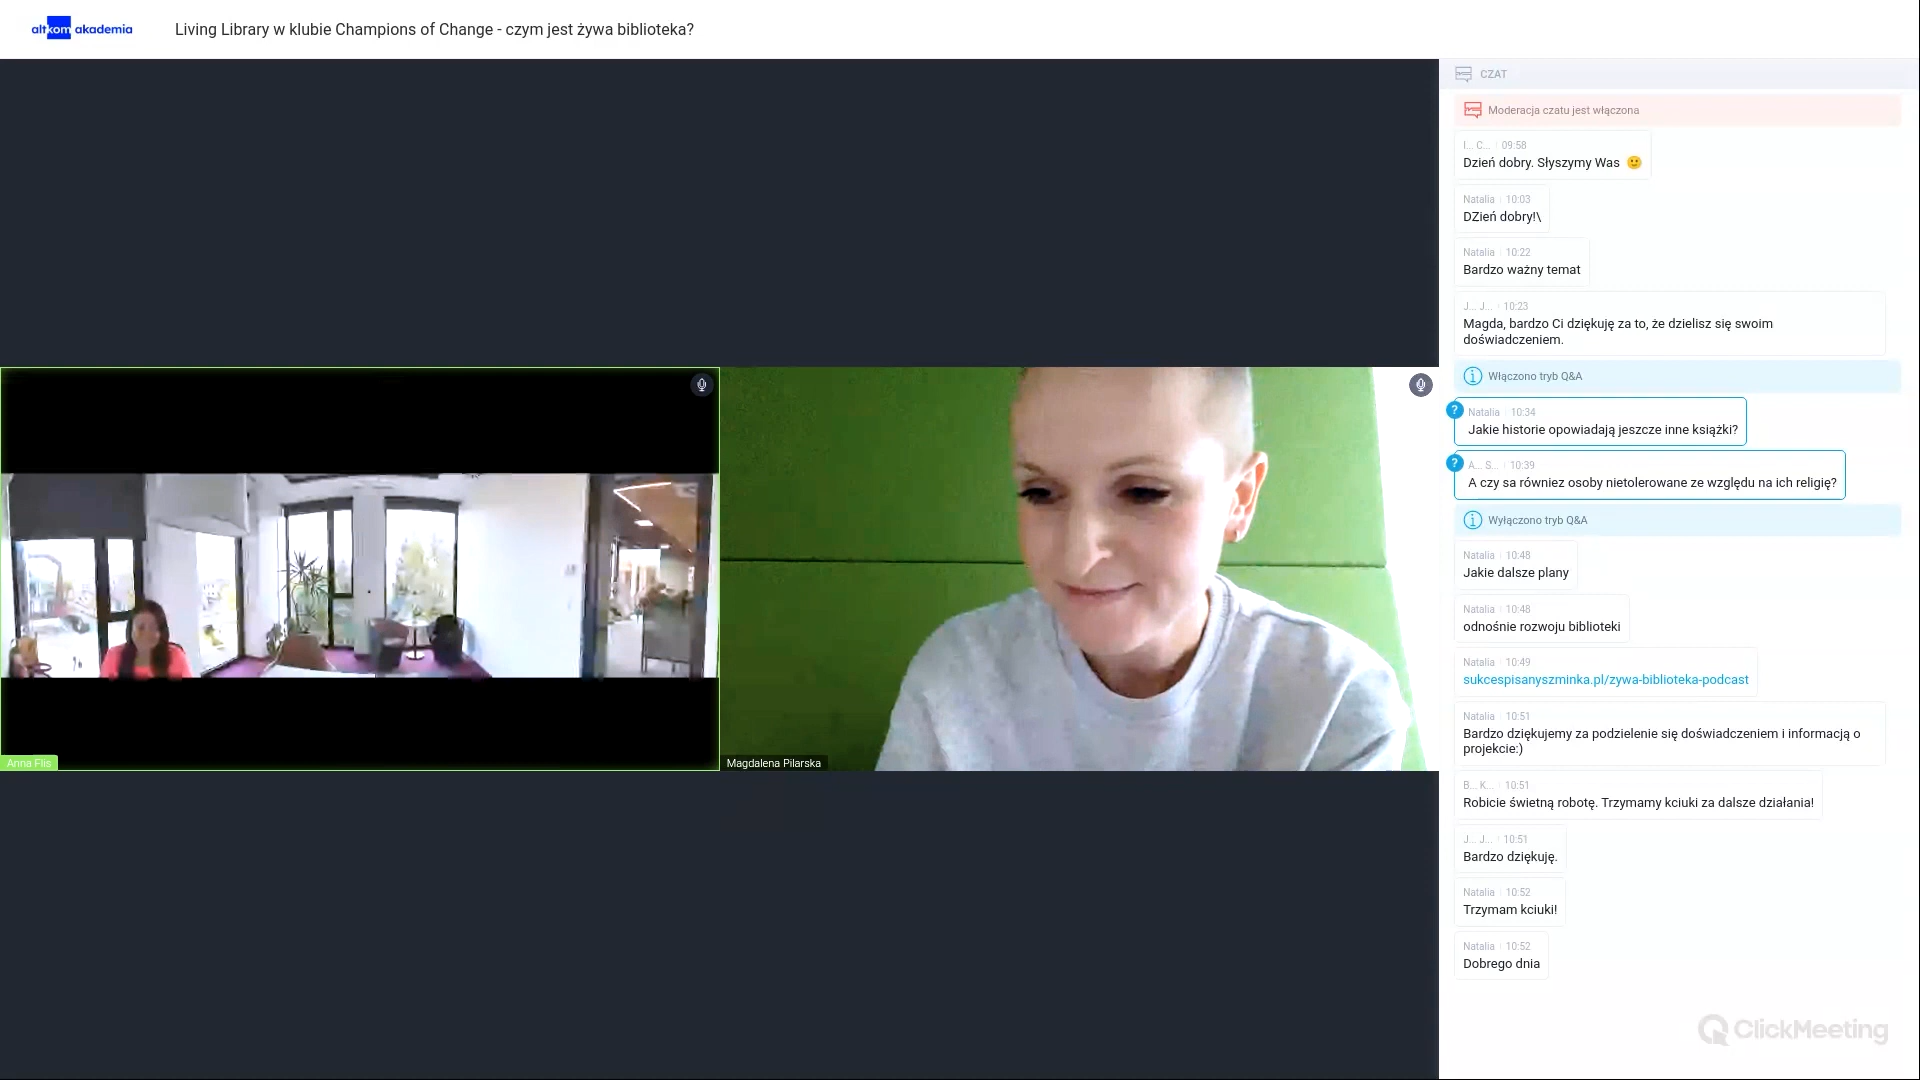 altkom akademia
Living Library w klubie Champions of Change - czym jest żywa biblioteka?
Anna Flis
Magdalena Pilarska
CZAT
Moderacja czatu jest włączona
I... C... 09:58
Dzień dobry. Słyszymy Was 🙂
Natalia 10:03
DZień dobry!\
Natalia 10:22
Bardzo ważny temat
J... J... 10:23
Magda, bardzo Ci dziękuję za to, że dzielisz się swoim
doświadczeniem.
Włączono tryb Q&A
? Natalia 10:34
Jakie historie opowiadają jeszcze inne książki?
? A... S... 10:39
A czy sa równiez osoby nietolerowane ze względu na ich religię?
Wyłączono tryb Q&A
Natalia 10:48
Jakie dalsze plany
Natalia 10:48
odnośnie rozwoju biblioteki
Natalia 10:49
sukcespisanyszminka.pl/zywa-biblioteka-podcast
Natalia 10:51
Bardzo dziękujemy za podzielenie się doświadczeniem i informacją o
projekcie:)
B... K... 10:51
Robicie świetną robotę. Trzymamy kciuki za dalsze działania!
J... J... 10:51
Bardzo dziękuję.
Natalia 10:52
Trzymam kciuki!
Natalia 10:52
Dobrego dnia
ClickMeeting